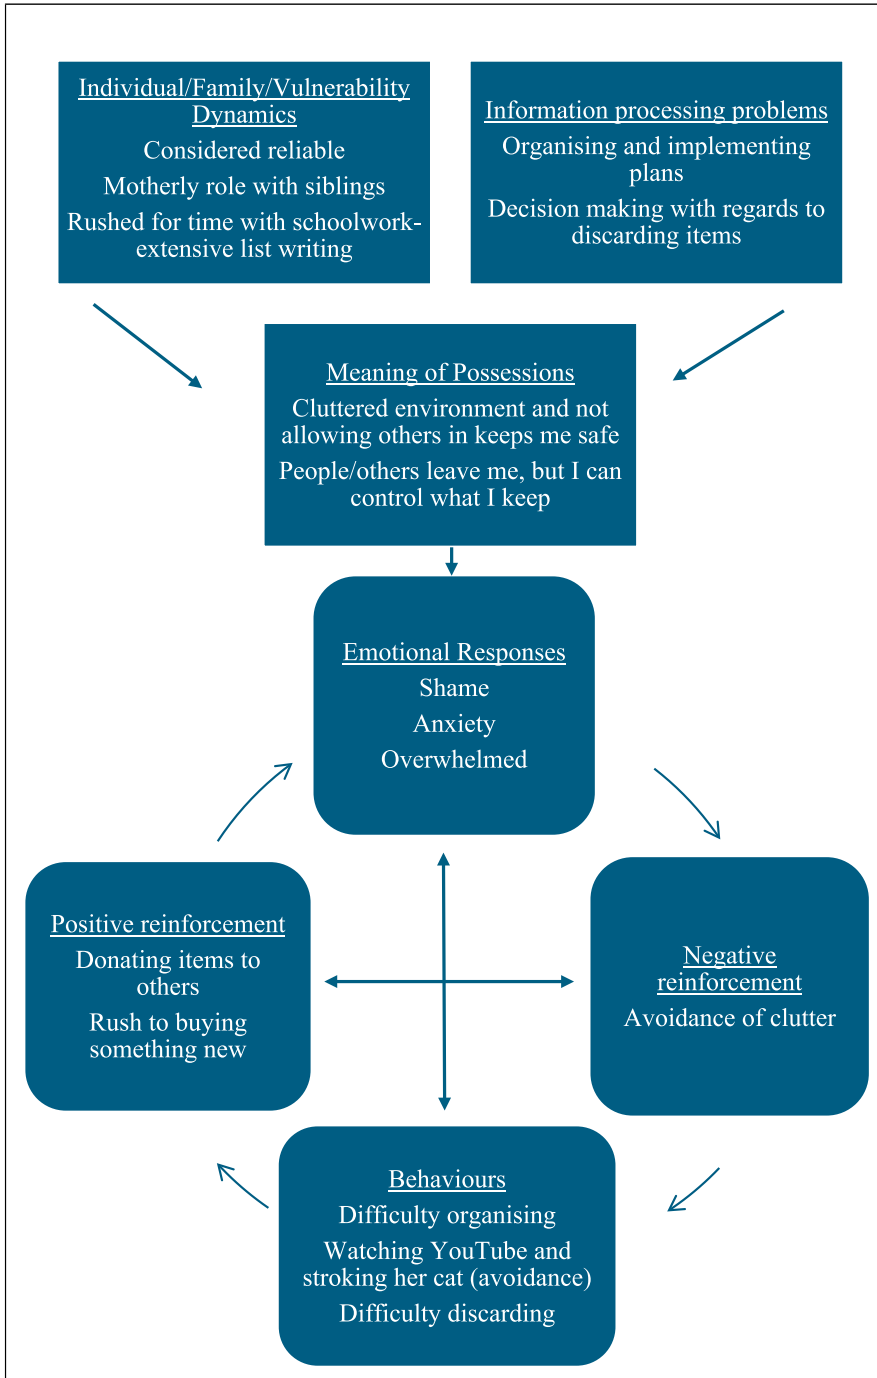 Individual/Family/Vulnerability
Dynamics
Considered reliable
Motherly role with siblings
Rushed for time with schoolwork-
extensive list writing
Information processing problems
Organising and implementing
plans
Decision making with regards to
discarding items
Meaning of Possessions
Cluttered environment and not
allowing others in keeps me safe
People/others leave me, but I can
control what I keep
Emotional Responses
Shame
Anxiety
Overwhelmed
Positive reinforcement
Donating items to
others
Rush to buying
something new
Negative
reinforcement
Avoidance of clutter
Behaviours
Difficulty organising
Watching YouTube and
stroking her cat (avoidance)
Difficulty discarding